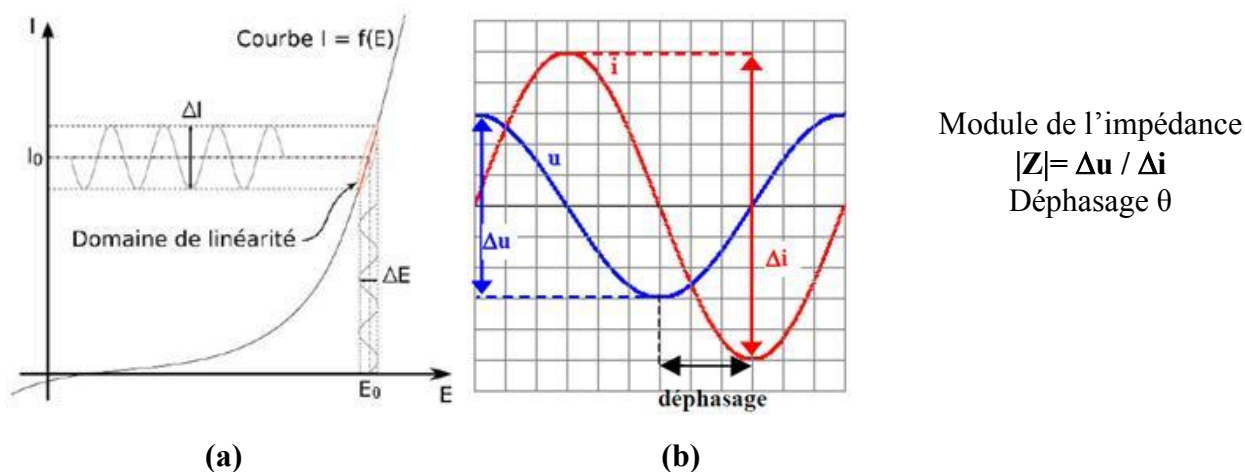 I
Courbe I = f(E)
ΔI
I₀
Domaine de linéarité
ΔE
E₀
E
(a)
i
u
Δu
Δi
déphasage
(b)
Module de l’impédance
|Z|= Δu / Δi
Déphasage θ